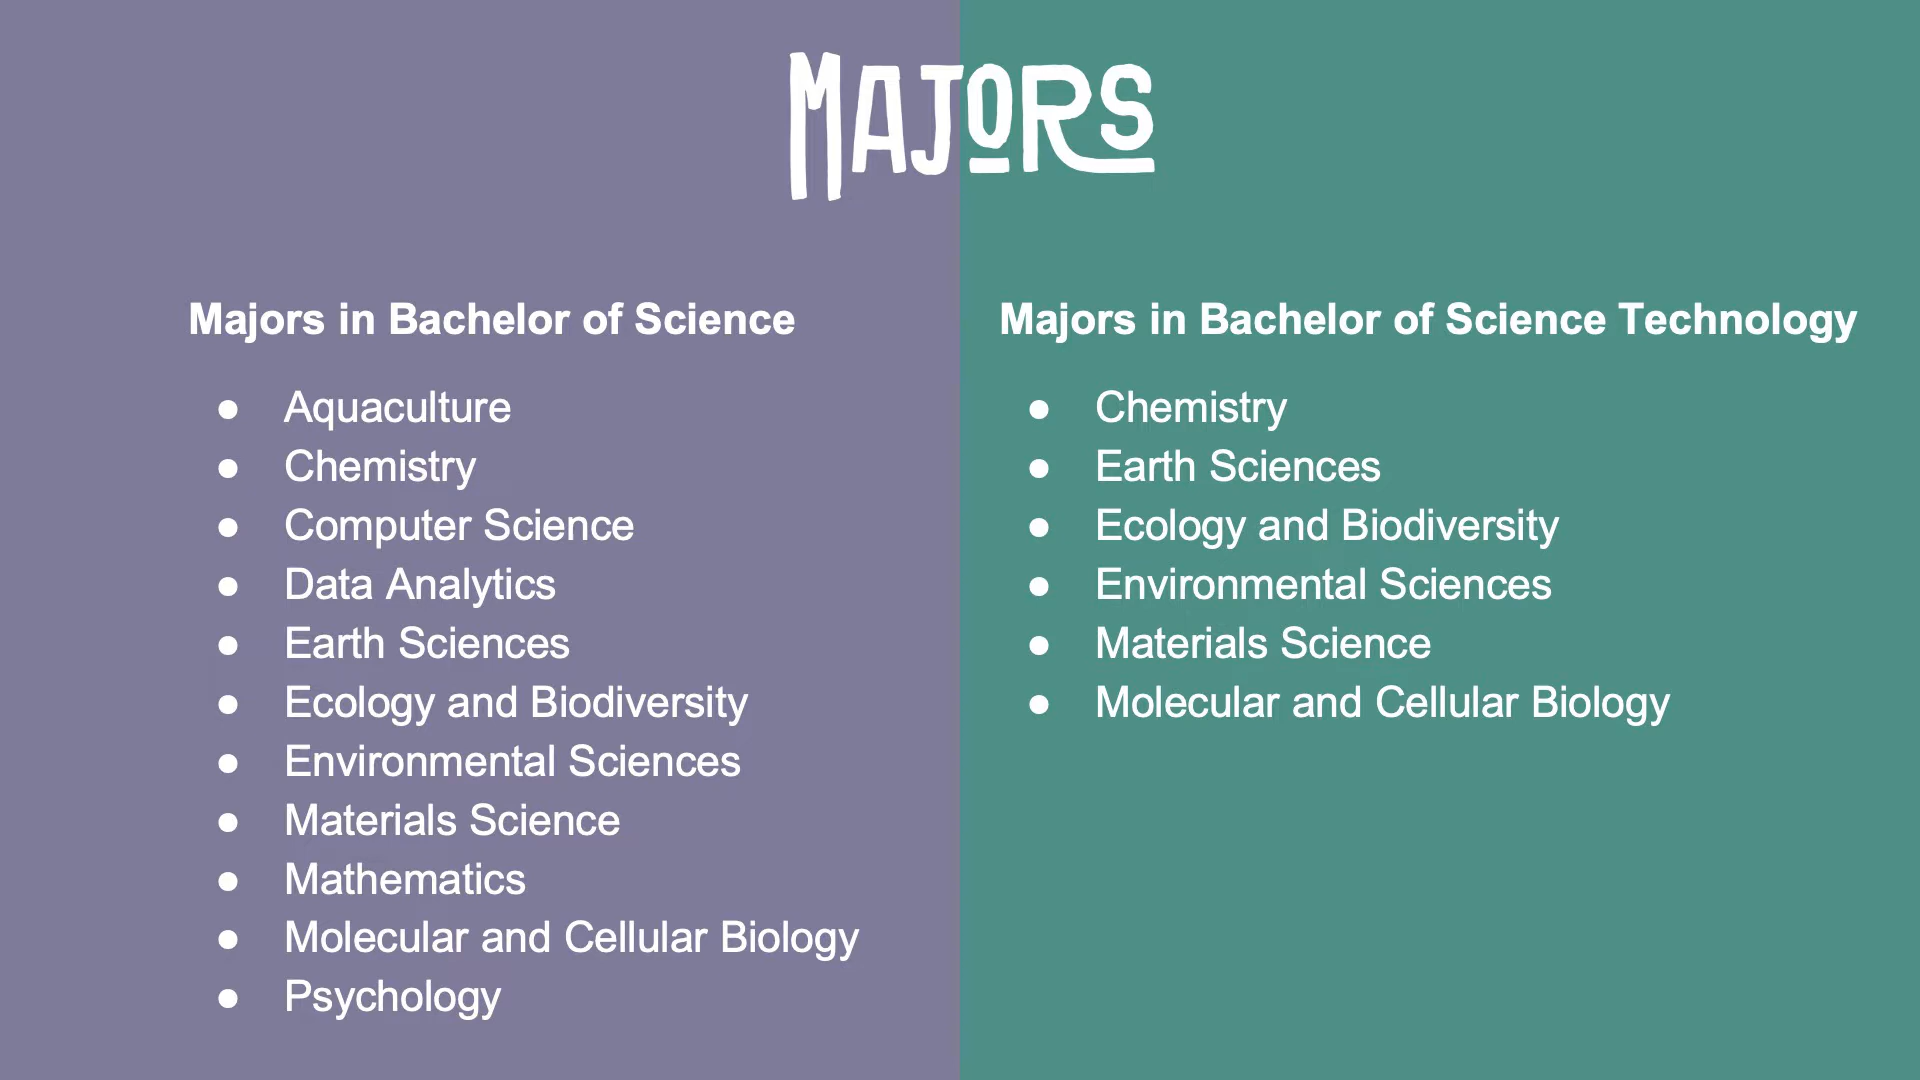 MAJORS
Majors in Bachelor of Science
● Aquaculture
● Chemistry
● Computer Science
● Data Analytics
● Earth Sciences
● Ecology and Biodiversity
● Environmental Sciences
● Materials Science
● Mathematics
● Molecular and Cellular Biology
● Psychology
Majors in Bachelor of Science Technology
● Chemistry
● Earth Sciences
● Ecology and Biodiversity
● Environmental Sciences
● Materials Science
● Molecular and Cellular Biology